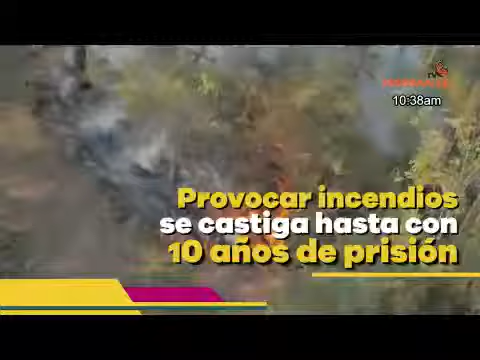 10:38am
Provocar incendios
se castiga hasta con
10 años de prisión